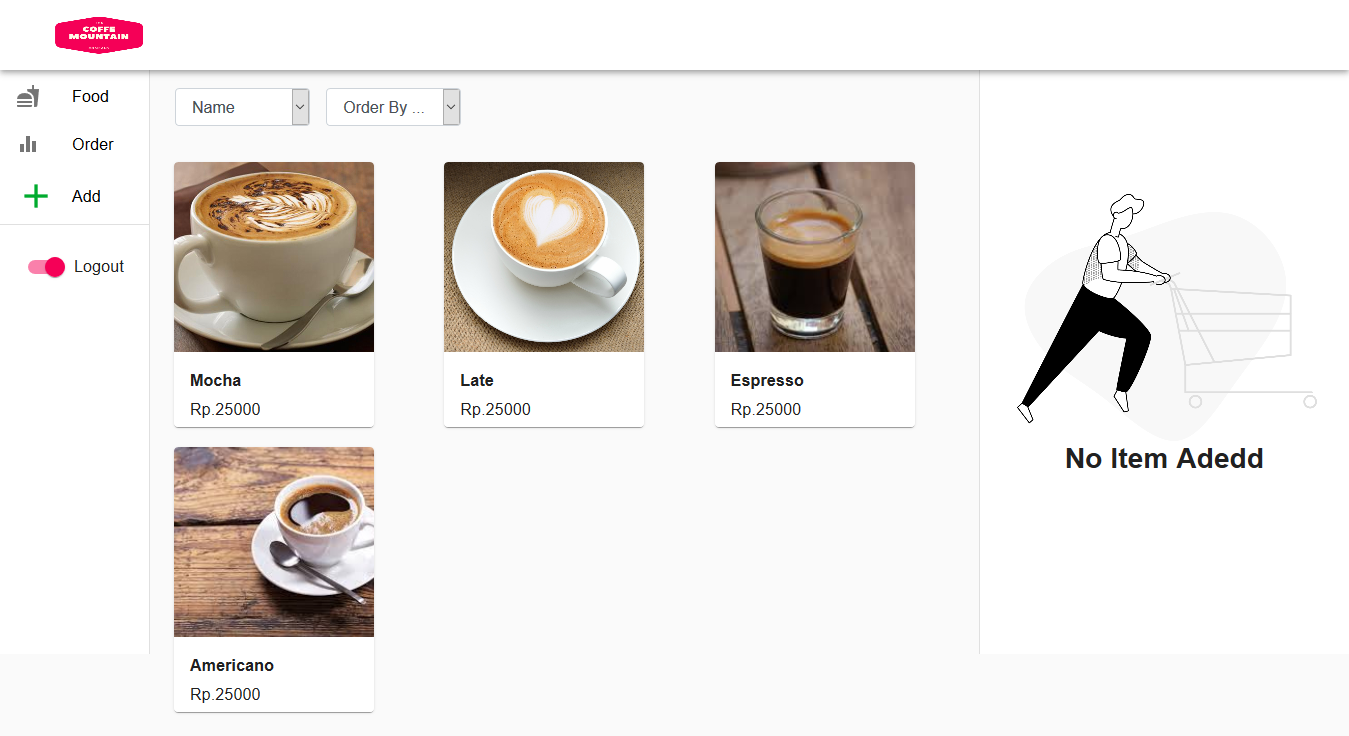 COFFE
MOUNTAIN
Food
Order
Add
Logout
Name
Order By ...
Mocha
Rp.25000
Late
Rp.25000
Espresso
Rp.25000
Americano
Rp.25000
No Item Adedd